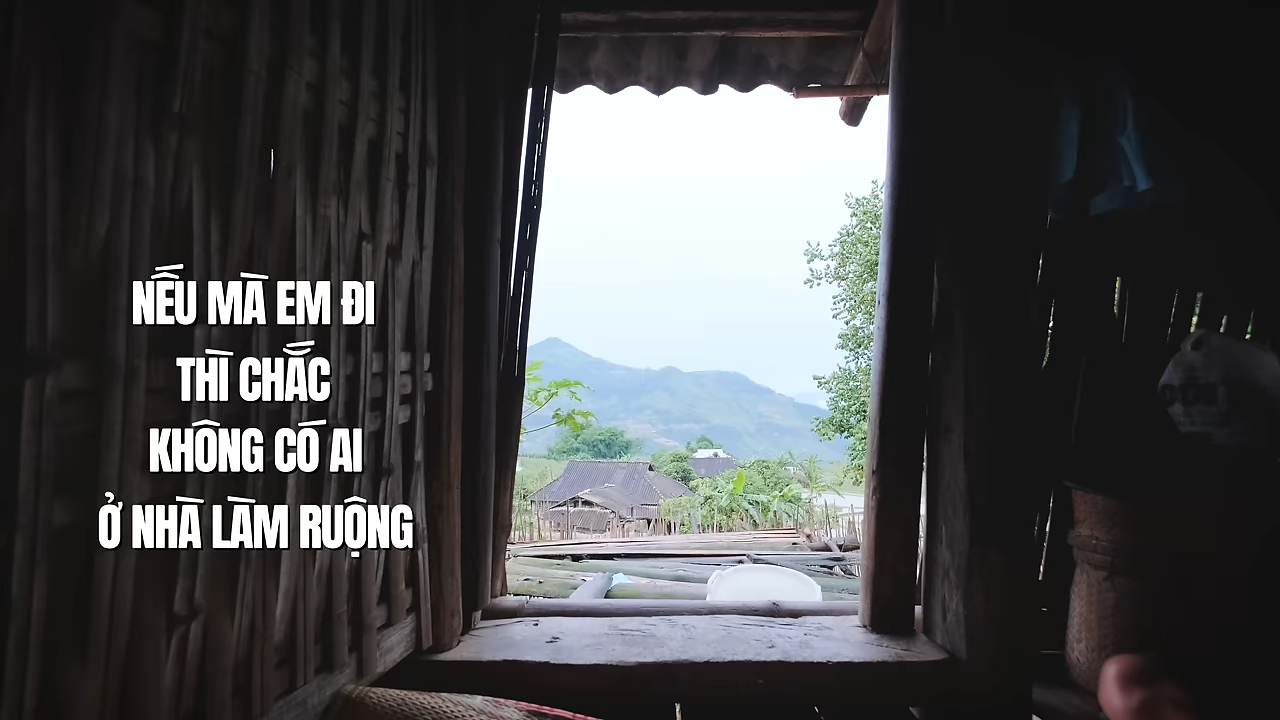 NẾU MÀ EM ĐI
THÌ CHẮC
KHÔNG CÓ AI
Ở NHÀ LÀM RUỘNG